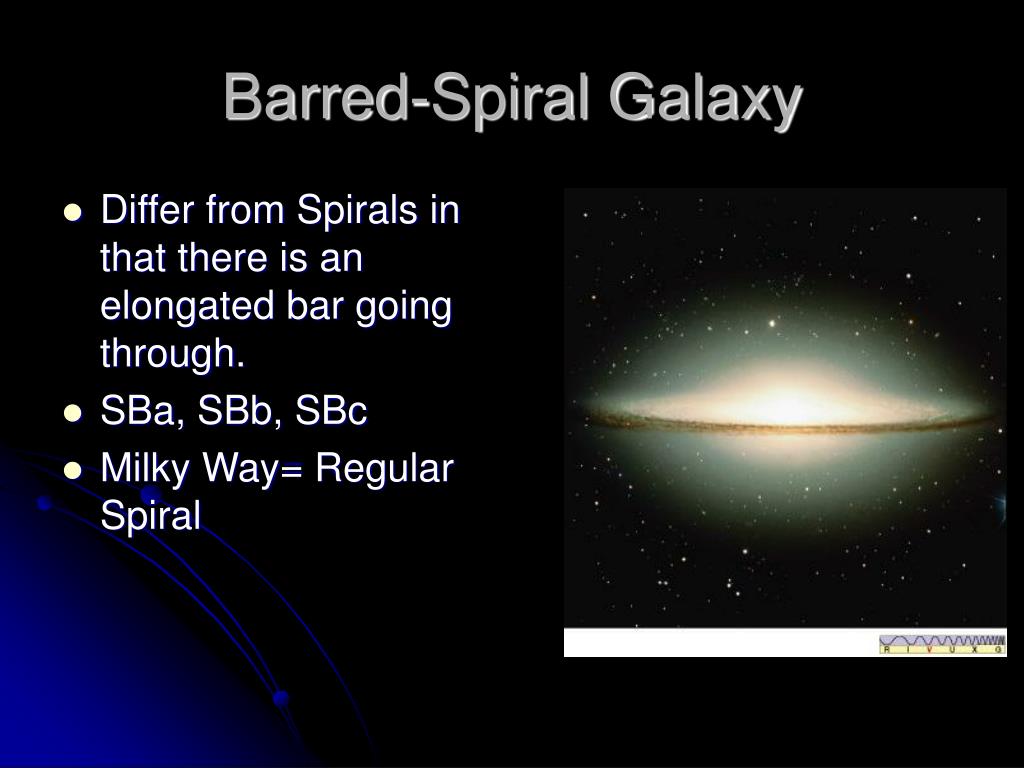 Barred-Spiral Galaxy
Differ from Spirals in
that there is an
elongated bar going
through.
SBa, SBb, SBc
Milky Way= Regular
Spiral
R I V U X G